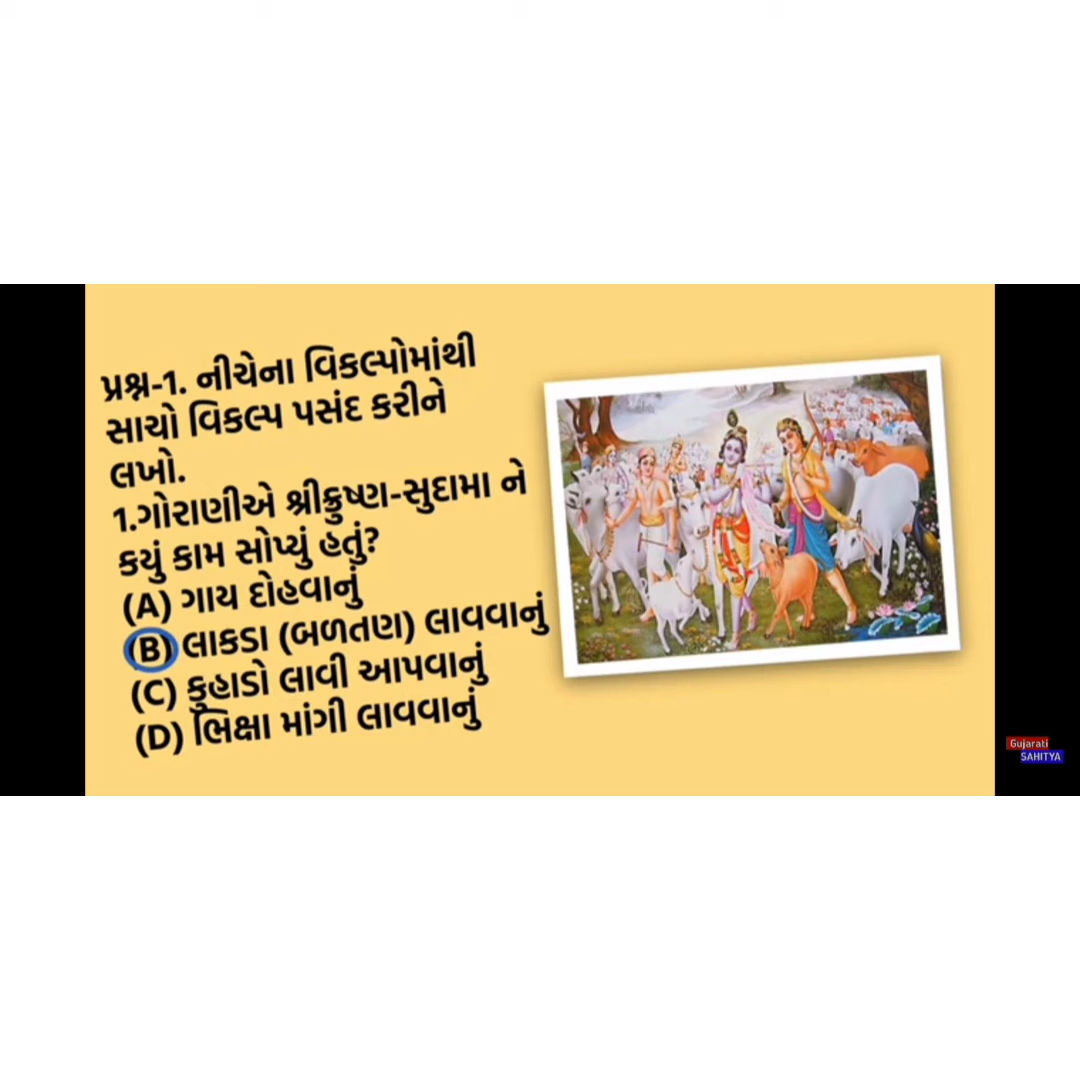 પ્રશ્ન-1. નીચેના વિકલ્પોમાંથી
સાચો વિકલ્પ પસંદ કરીને
લખો.
1.ગોરાણીએ શ્રીક્રુષ્ણ-સુદામા ને
કયું કામ સોપ્યું હતું?
(A) ગાય દોહવાનું
(B) લાકડા (બળતણ) લાવવાનું
(C) કુહાડો લાવી આપવાનું
(D) ભિક્ષા માંગી લાવવાનું
Gujarati
SAHITYA